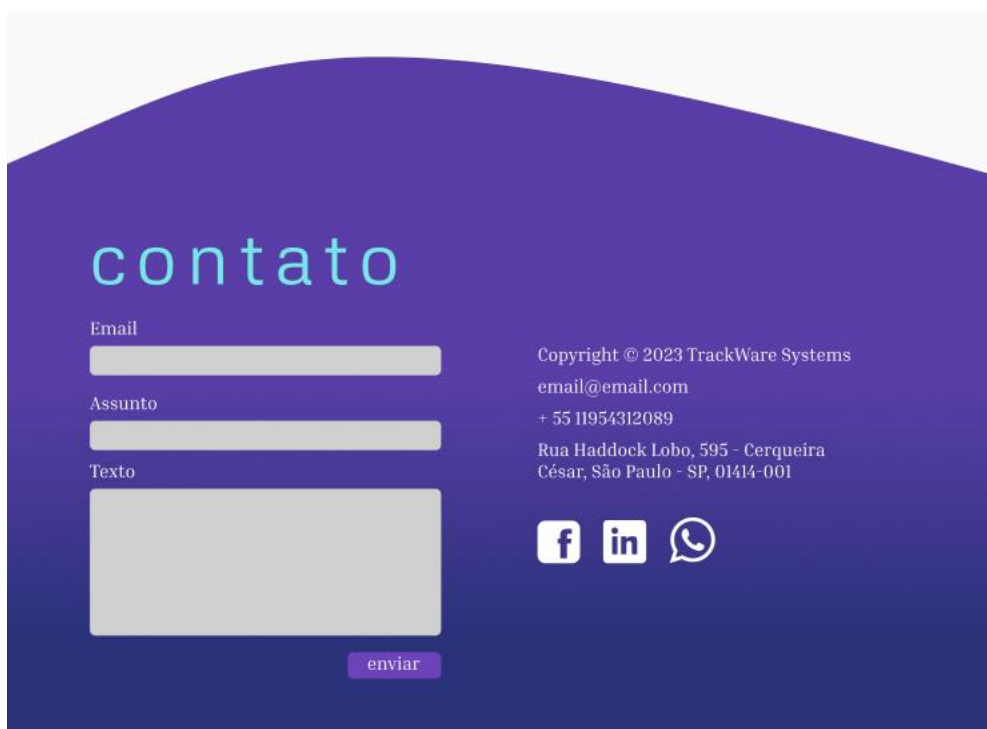 contato
Email
Assunto
Texto
enviar
Copyright © 2023 TrackWare Systems
email@email.com
+ 55 11954312089
Rua Haddock Lobo, 595 - Cerqueira
César, São Paulo - SP, 01414-001
f
in